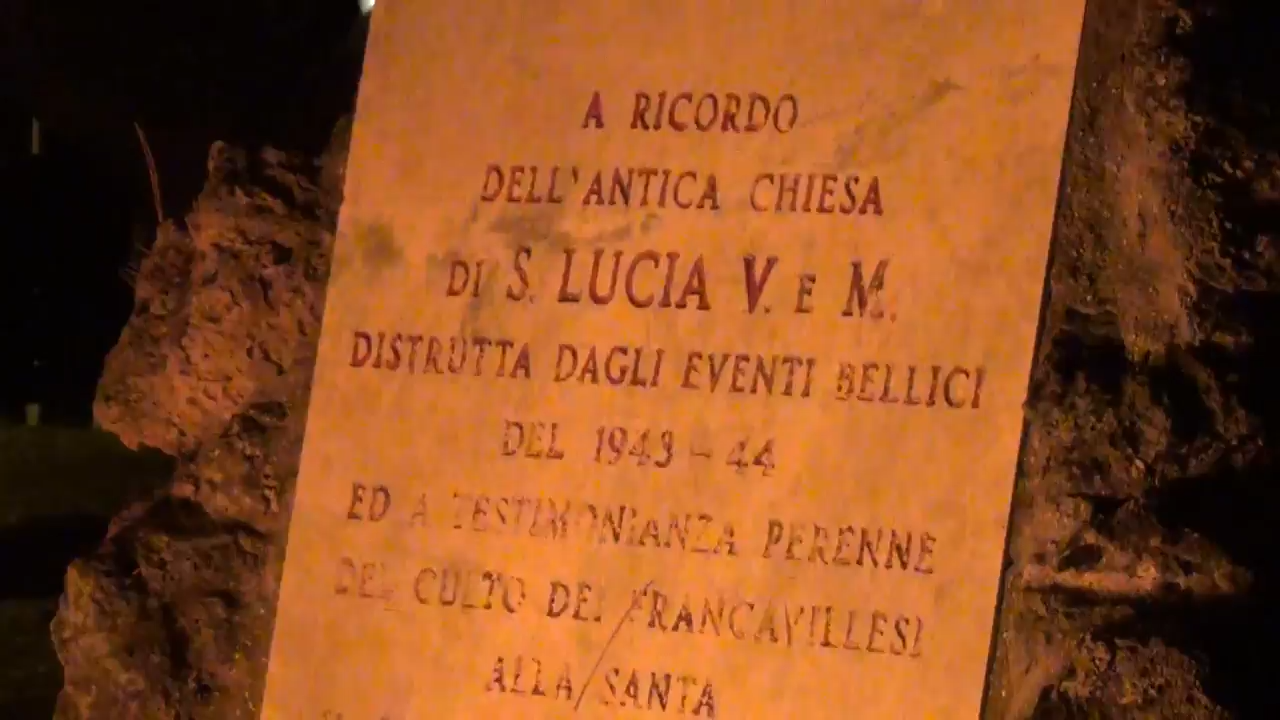 A RICORDO
DELL'ANTICA CHIESA
DI S. LUCIA V. E M.
DISTRUTTA DAGLI EVENTI BELLICI
DEL 1943 - 44
ED A TESTIMONIANZA PERENNE
DEL CULTO DEI FRANCAVILLESI
ALLA SANTA